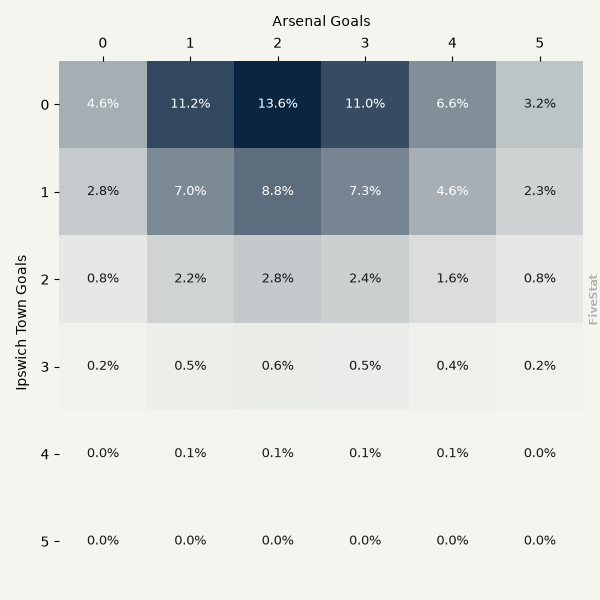 Arsenal Goals
0 1 2 3 4 5
0 4.6% 11.2% 13.6% 11.0% 6.6% 3.2%
1 2.8% 7.0% 8.8% 7.3% 4.6% 2.3%
2 0.8% 2.2% 2.8% 2.4% 1.6% 0.8%
3 0.2% 0.5% 0.6% 0.5% 0.4% 0.2%
4 0.0% 0.1% 0.1% 0.1% 0.1% 0.0%
5 0.0% 0.0% 0.0% 0.0% 0.0% 0.0%
Ipswich Town Goals
FiveStat